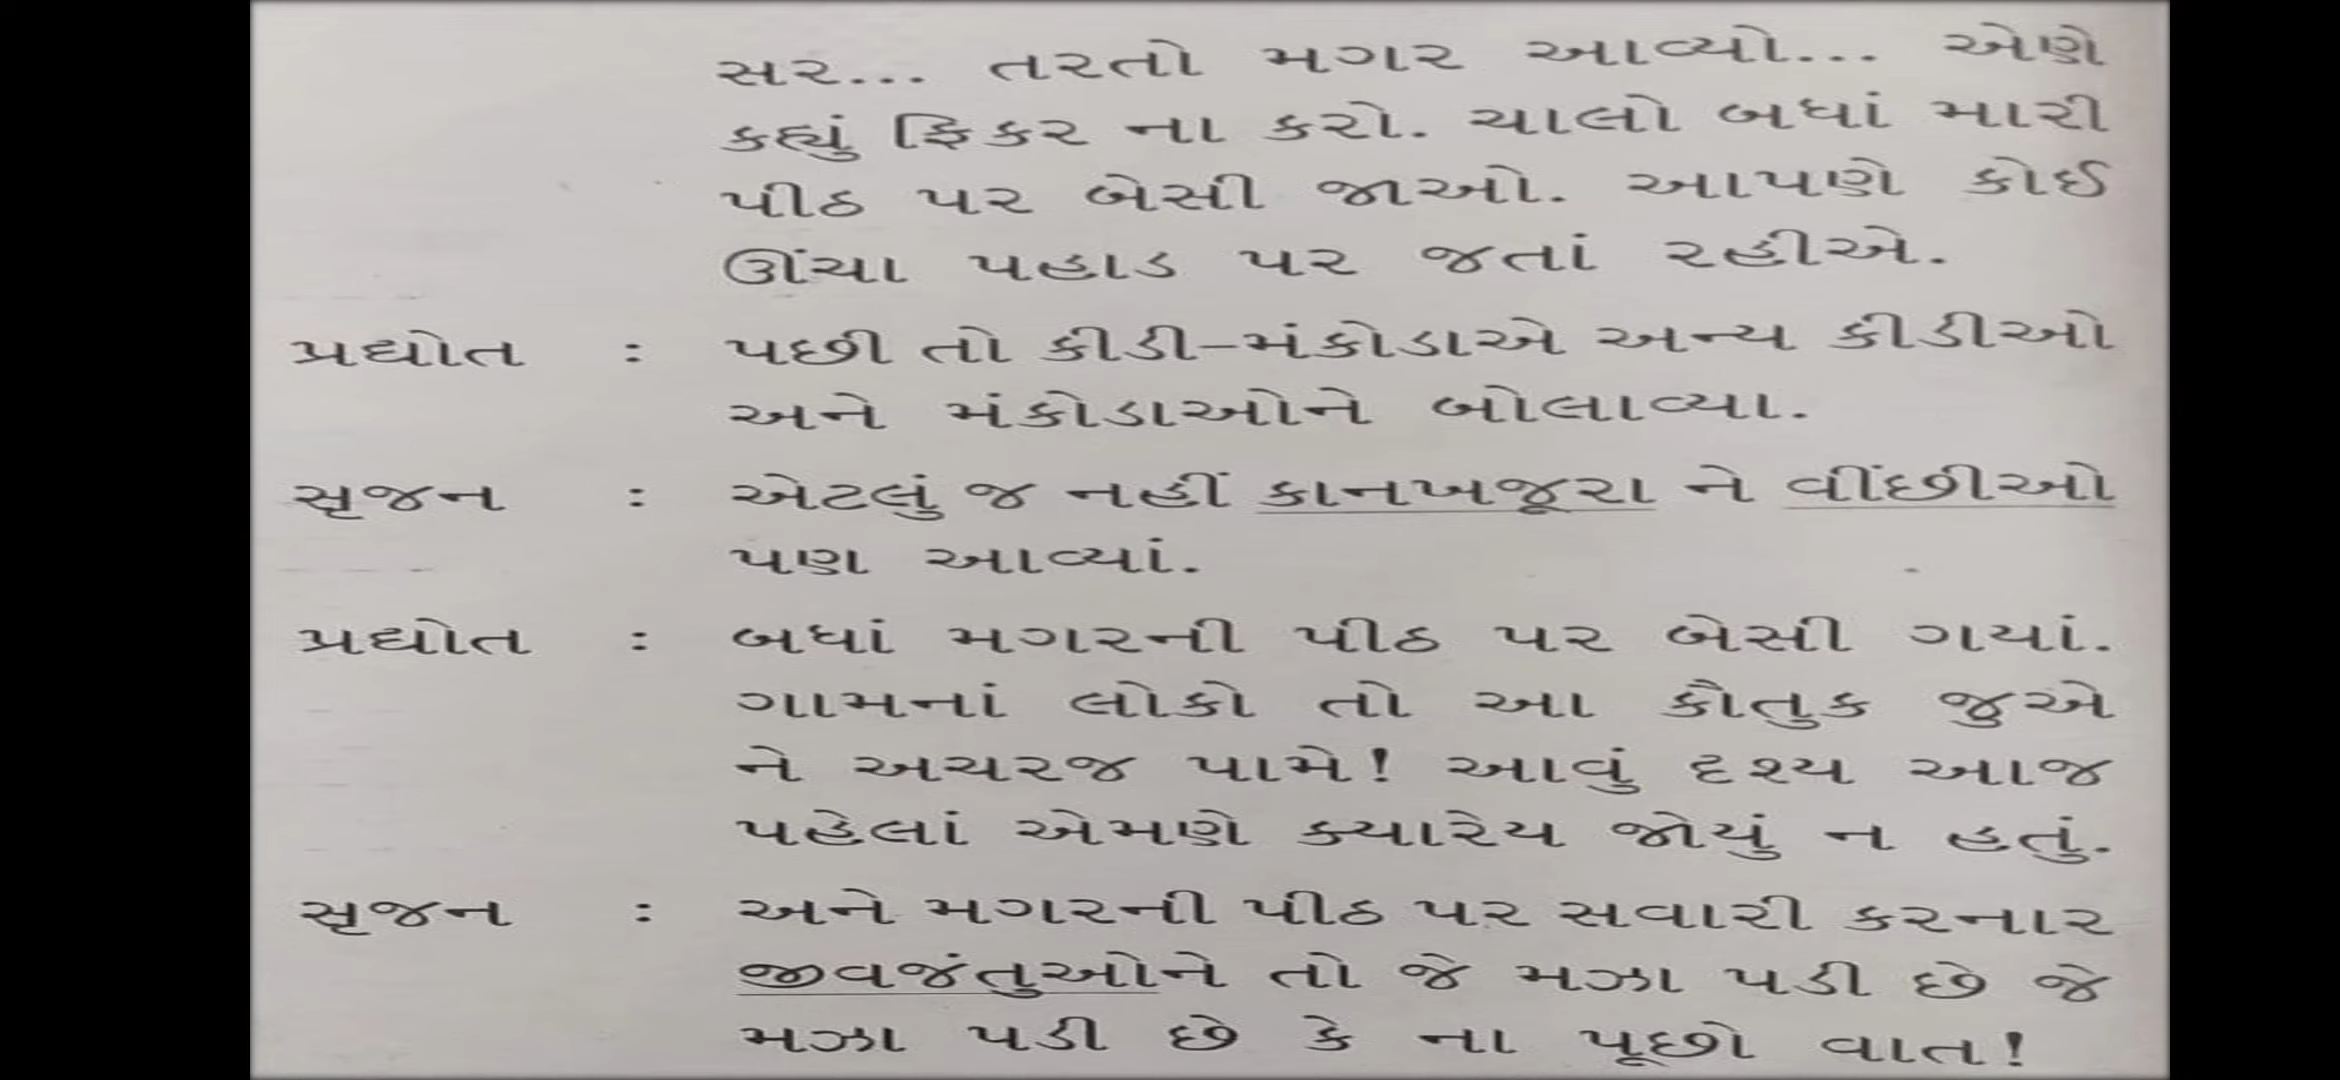 સર... તરતો મગર આવ્યો... એણે
કહ્યું ફિકર ના કરો. ચાલો બધાં મારી
પીઠ પર બેસી જાઓ. આપણે કોઈ
ઊંચા પહાડ પર જતાં રહીએ.
પ્રદ્યોત : પછી તો કીડી-મંકોડાએ અન્ય કીડીઓ
અને મંકોડાઓને બોલાવ્યા.
સૃજન : એટલું જ નહીં કાનખજૂરા ને વીંછીઓ
પણ આવ્યાં.
પ્રદ્યોત : બધાં મગરની પીઠ પર બેસી ગયાં.
ગામનાં લોકો તો આ કૌતુક જુએ
ને અચરજ પામે! આવું દૃશ્ય આજ
પહેલાં એમણે ક્યારેય જોયું ન હતું.
સૃજન : અને મગરની પીઠ પર સવારી કરનાર
જીવજંતુઓને તો જે મઝા પડી છે જે
મઝા પડી છે કે ના પૂછો વાત!